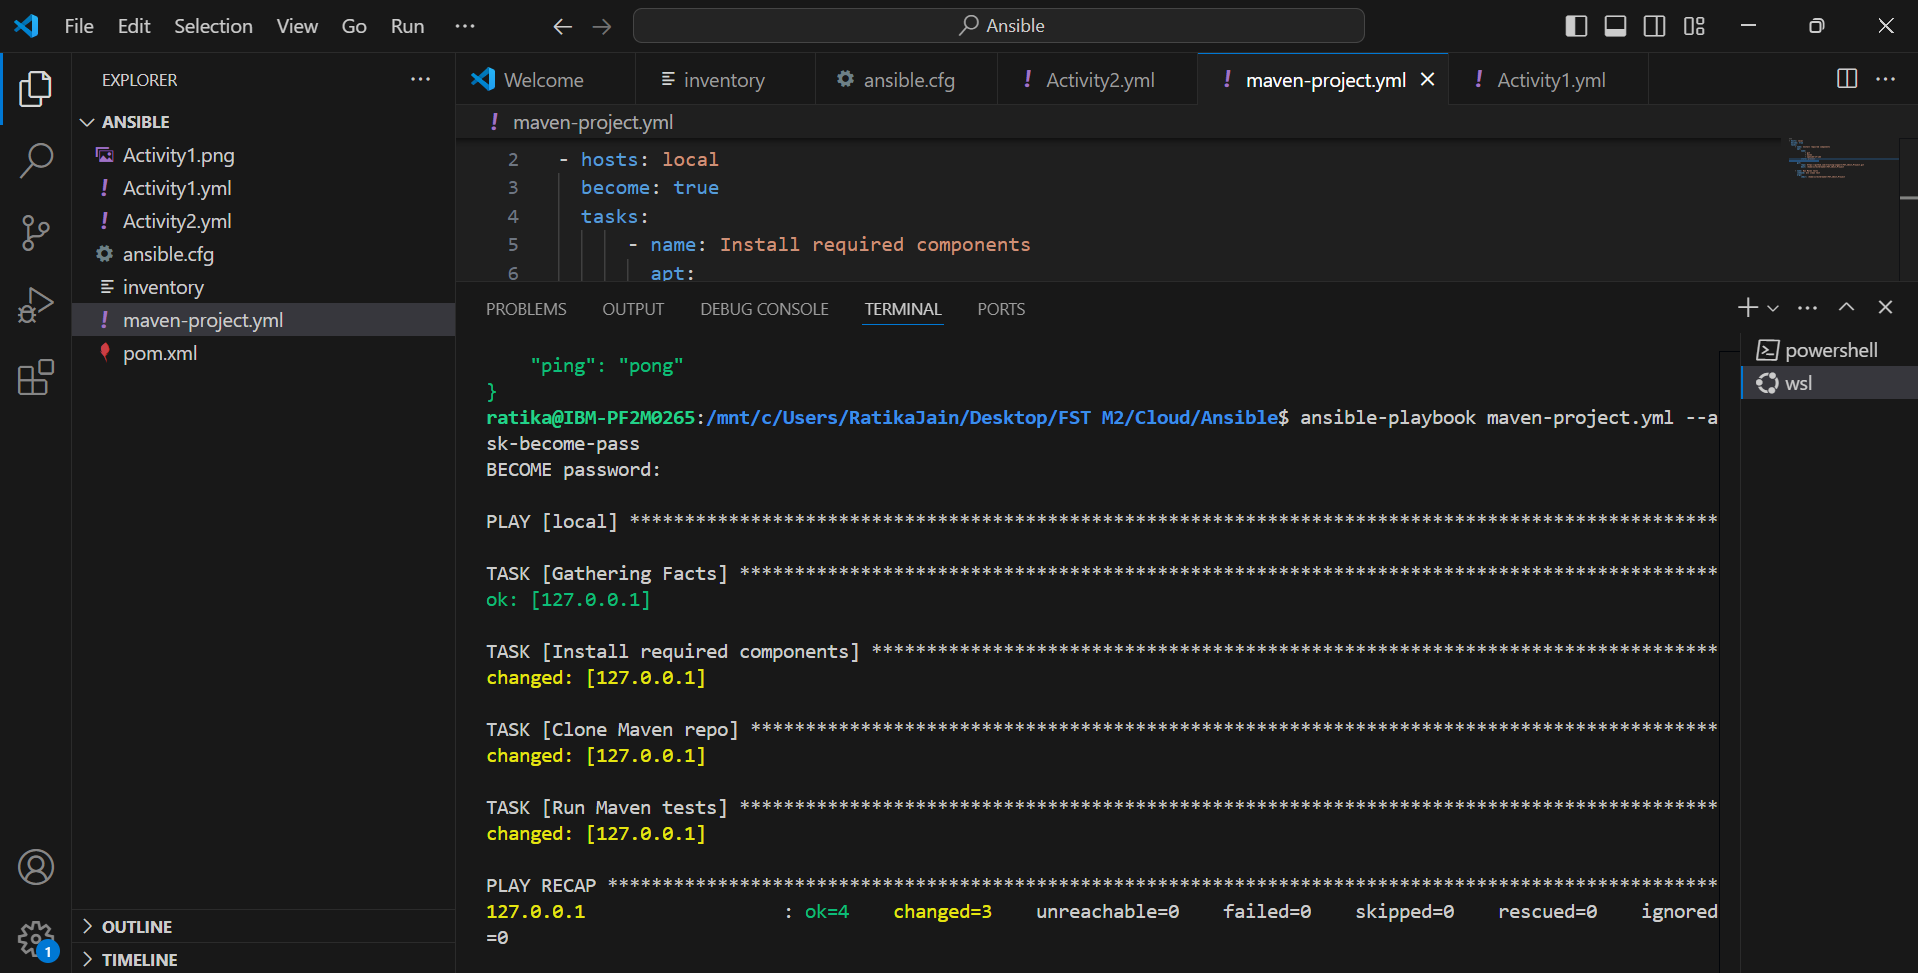 File Edit Selection View Go Run ···
Ansible
EXPLORER ···
ANSIBLE
Activity1.png
! Activity1.yml
! Activity2.yml
ansible.cfg
inventory
! maven-project.yml
pom.xml
OUTLINE
TIMELINE
1
Welcome inventory ansible.cfg ! Activity2.yml ! maven-project.yml ! Activity1.yml
! maven-project.yml
2 - hosts: local
3 become: true
4 tasks:
5 - name: Install required components
6 apt:
PROBLEMS OUTPUT DEBUG CONSOLE TERMINAL PORTS
powershell
wsl
"ping": "pong"
}
ratika@IBM-PF2M0265:/mnt/c/Users/RatikaJain/Desktop/FST M2/Cloud/Ansible$ ansible-playbook maven-project.yml --a
sk-become-pass
BECOME password:
PLAY [local] ***************************************************************************************************
TASK [Gathering Facts] *****************************************************************************************
ok: [127.0.0.1]
TASK [Install required components] *****************************************************************************
changed: [127.0.0.1]
TASK [Clone Maven repo] ****************************************************************************************
changed: [127.0.0.1]
TASK [Run Maven tests] *****************************************************************************************
changed: [127.0.0.1]
PLAY RECAP *****************************************************************************************************
127.0.0.1 : ok=4 changed=3 unreachable=0 failed=0 skipped=0 rescued=0 ignored
=0